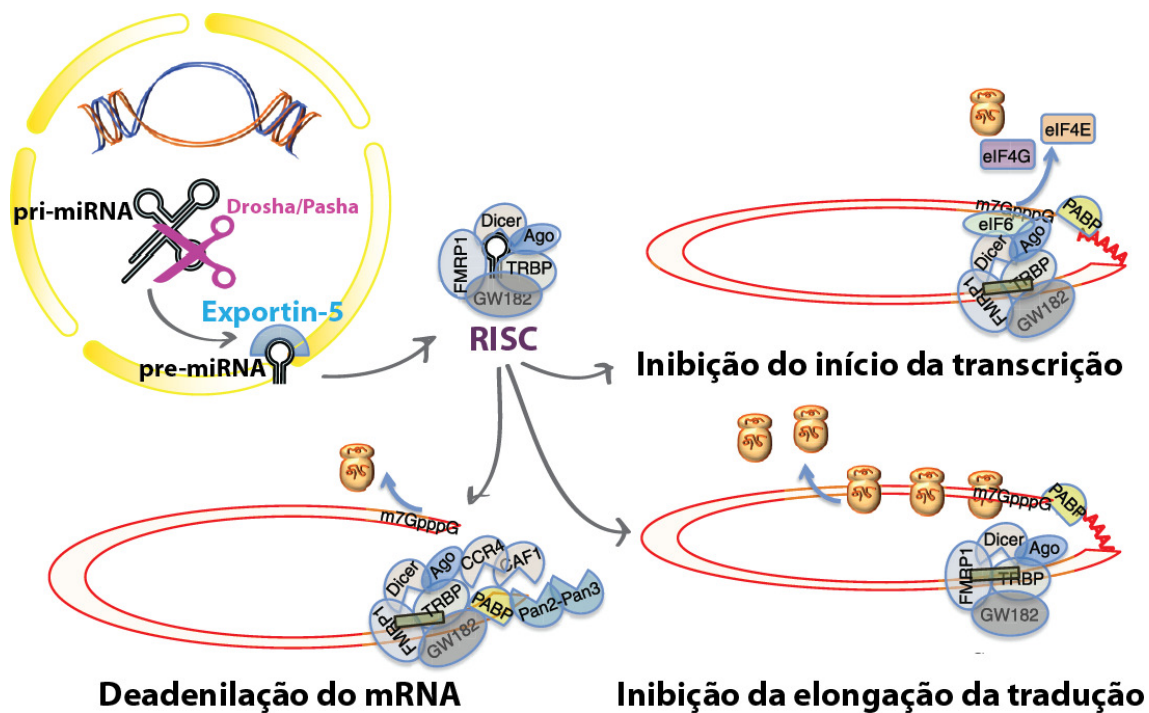 pri-miRNA
Drosha/Pasha
Exportin-5
pre-miRNA
Dicer
Ago
FMRP1
TRBP
GW182
RISC
eIF4E
eIF4G
m7GpppG
PABP
eIF6
Ago
Dicer
TRBP
FMRP1
GW182
AAAAA
Inibição do início da transcrição
m7GpppG
Dicer
Ago
CCR4
CAF1
TRBP
PABP
Pan2-Pan3
FMRP1
GW182
Deadenilação do mRNA
m7GpppG
PABP
Dicer
Ago
FMRP1
TRBP
GW182
Inibição da elongação da tradução